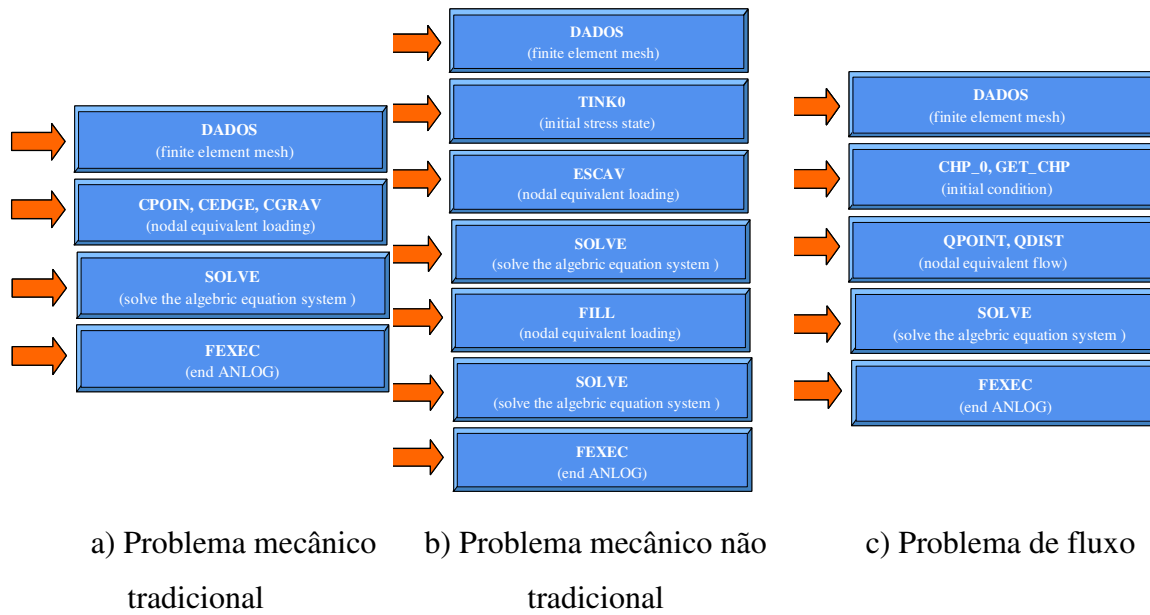 DADOS
(finite element mesh)
CPOIN, CEDGE, CGRAV
(nodal equivalent loading)
SOLVE
(solve the algebric equation system )
FEXEC
(end ANLOG)
a) Problema mecânico
tradicional
DADOS
(finite element mesh)
TINK0
(initial stress state)
ESCAV
(nodal equivalent loading)
SOLVE
(solve the algebric equation system )
FILL
(nodal equivalent loading)
SOLVE
(solve the algebric equation system )
FEXEC
(end ANLOG)
b) Problema mecânico não
tradicional
DADOS
(finite element mesh)
CHP_0, GET_CHP
(initial condition)
QPOINT, QDIST
(nodal equivalent flow)
SOLVE
(solve the algebric equation system )
FEXEC
(end ANLOG)
c) Problema de fluxo